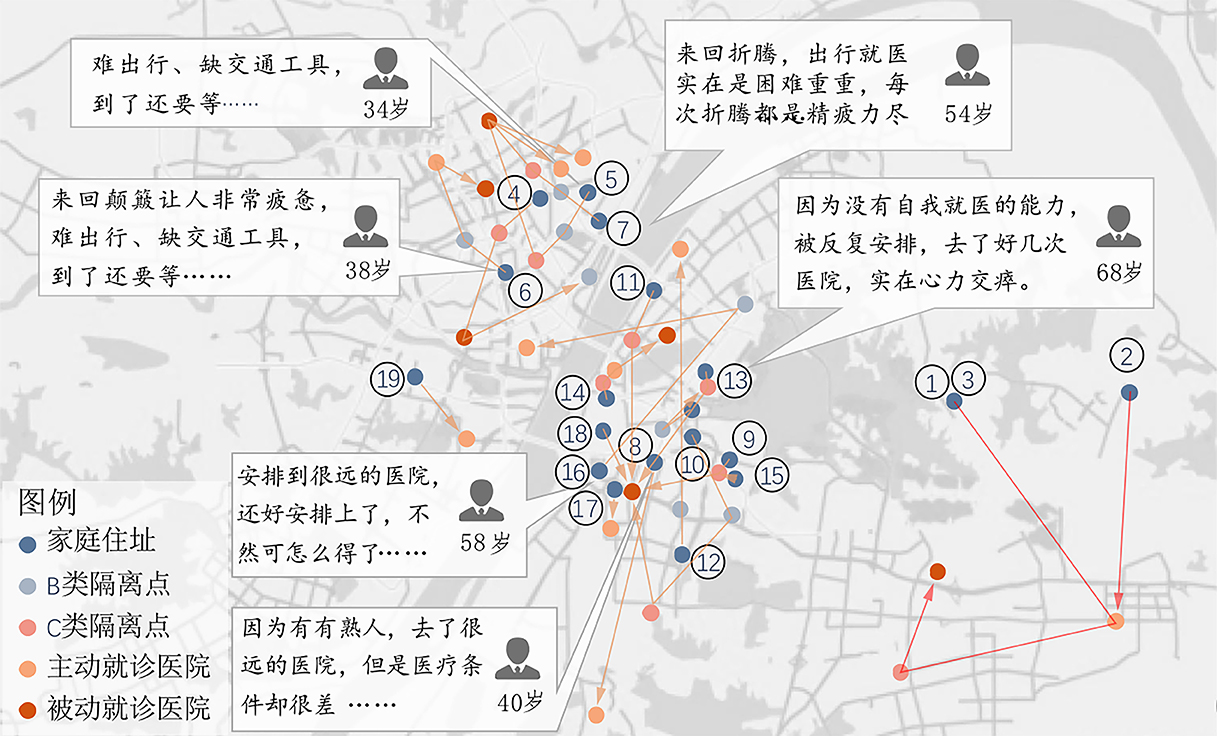 难出行、缺交通工具，
到了还要等……
34岁
来回折腾，出行就医
实在是困难重重，每
次折腾都是精疲力尽
54岁
来回颠簸让人非常疲惫，
难出行、缺交通工具，
到了还要等……
38岁
因为没有自我就医的能力，
被反复安排，去了好几次
医院，实在心力交瘁。
68岁
4
5
7
6
11
19
14
13
1
3
2
18
8
9
10
16
15
17
12
安排到很远的医院，
还好安排上了，不
然可怎么得了……
58岁
因为有有熟人，去了很
远的医院，但是医疗条
件却很差 ……
40岁
图例
家庭住址
B类隔离点
C类隔离点
主动就诊医院
被动就诊医院